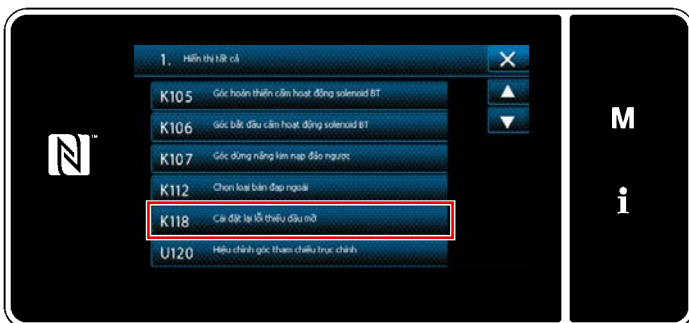 1. Hiển thị tất cả
K105 Góc hoàn thiện cấm hoạt động solenoid BT
K106 Góc bắt đầu cấm hoạt động solenoid BT
K107 Góc dừng nâng kim nạp đảo ngược
K112 Chọn loại bàn đạp ngoài
K118 Cài đặt lại lỗi thiếu dầu mỡ
U120 Hiệu chỉnh góc tham chiếu trục chính
M
i